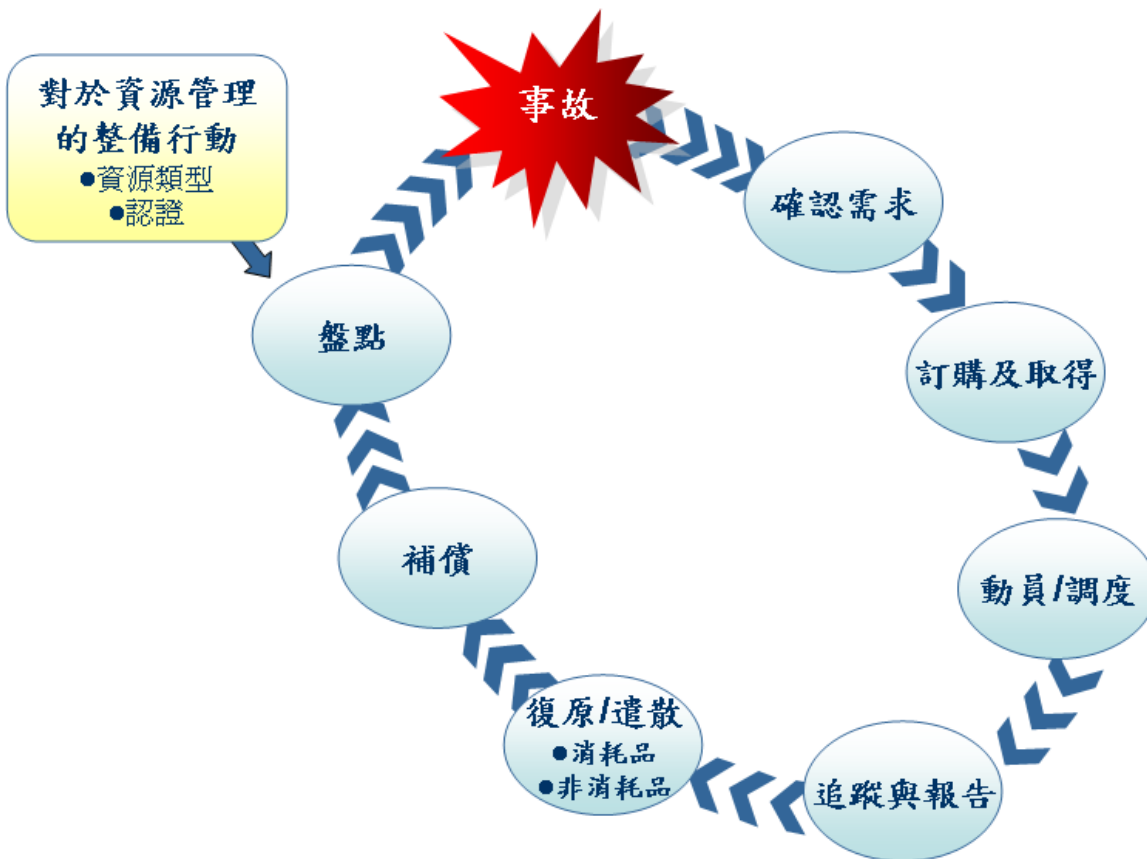 對於資源管理
的整備行動
●資源類型
●認證
事故
確認需求
訂購及取得
動員/調度
追蹤與報告
復原/遣散
●消耗品
●非消耗品
補償
盤點